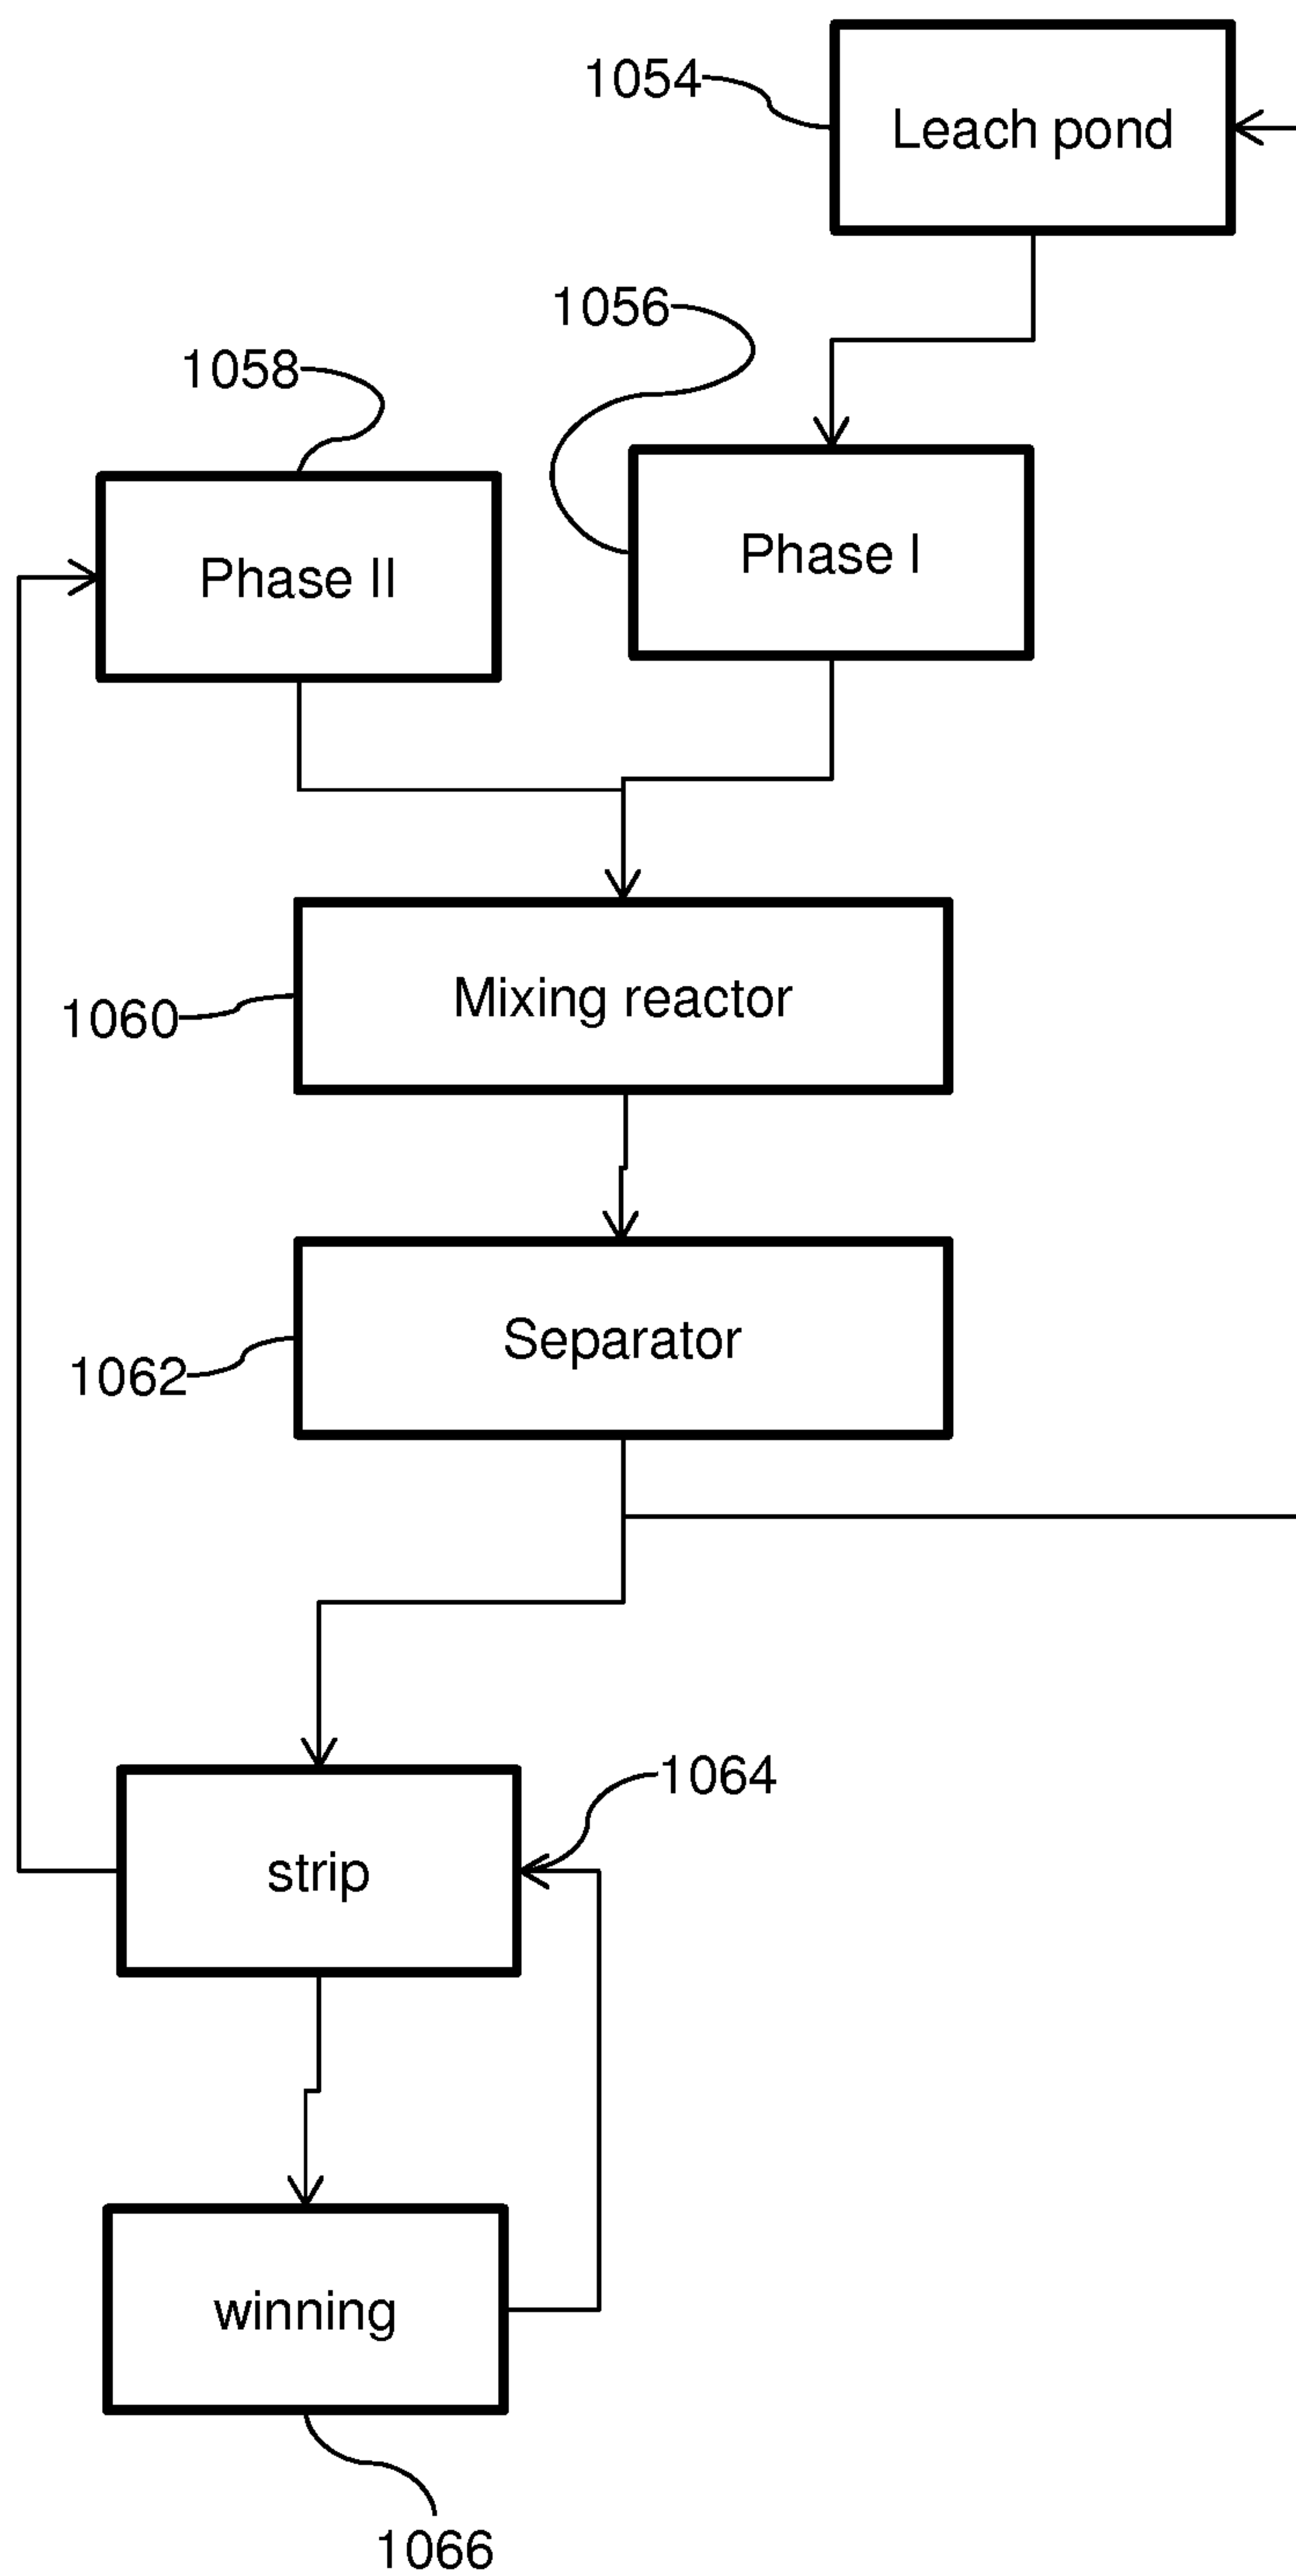 1054
Leach pond
1056
1058
Phase I
Phase II
Mixing reactor
1060
Separator
1062
1064
strip
winning
1066